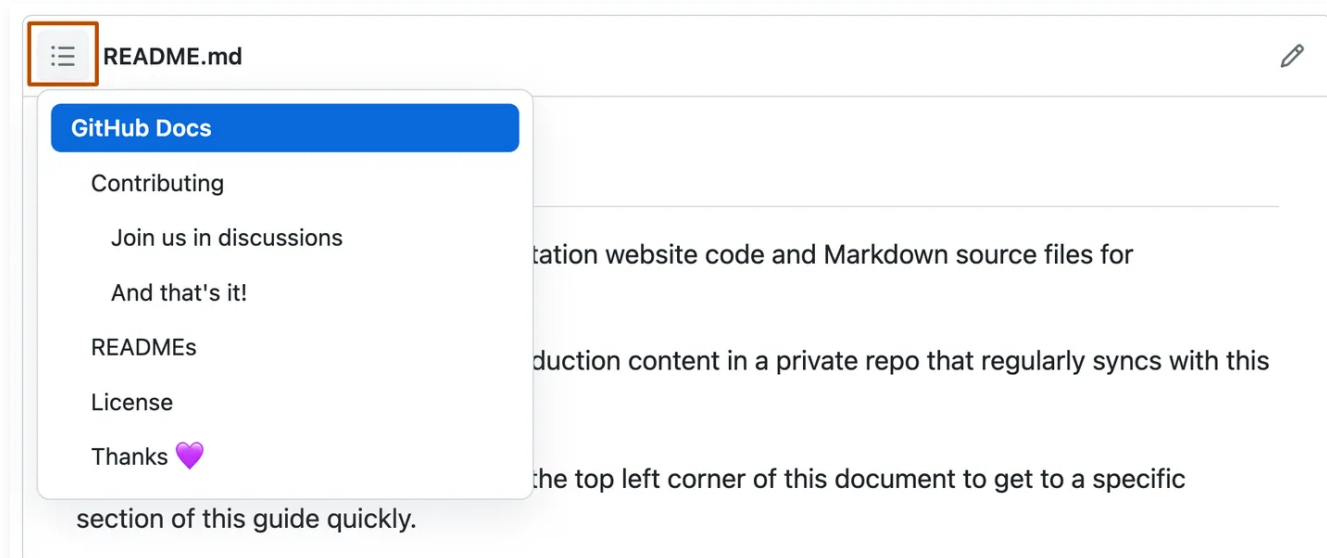 README.md
GitHub Docs
Contributing
Join us in discussions
And that's it!
READMEs
License
Thanks 💜
website code and Markdown source files for
content in a private repo that regularly syncs with this
the top left corner of this document to get to a specific
section of this guide quickly.